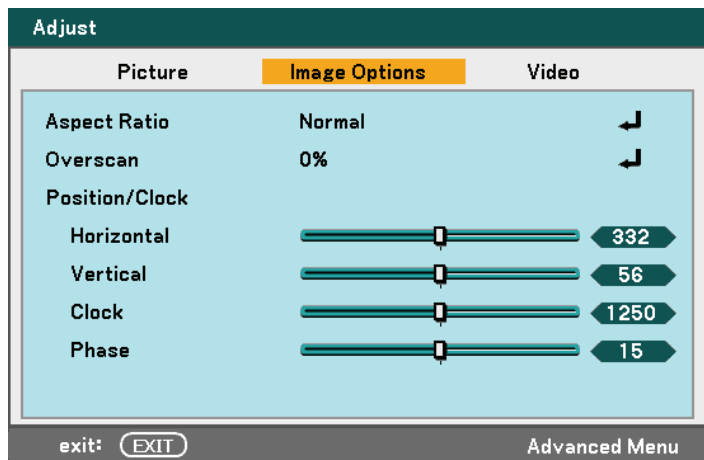 Adjust
Picture Image Options Video
Aspect Ratio Normal
Overscan 0%
Position/Clock
Horizontal 332
Vertical 56
Clock 1250
Phase 15
exit: EXIT Advanced Menu